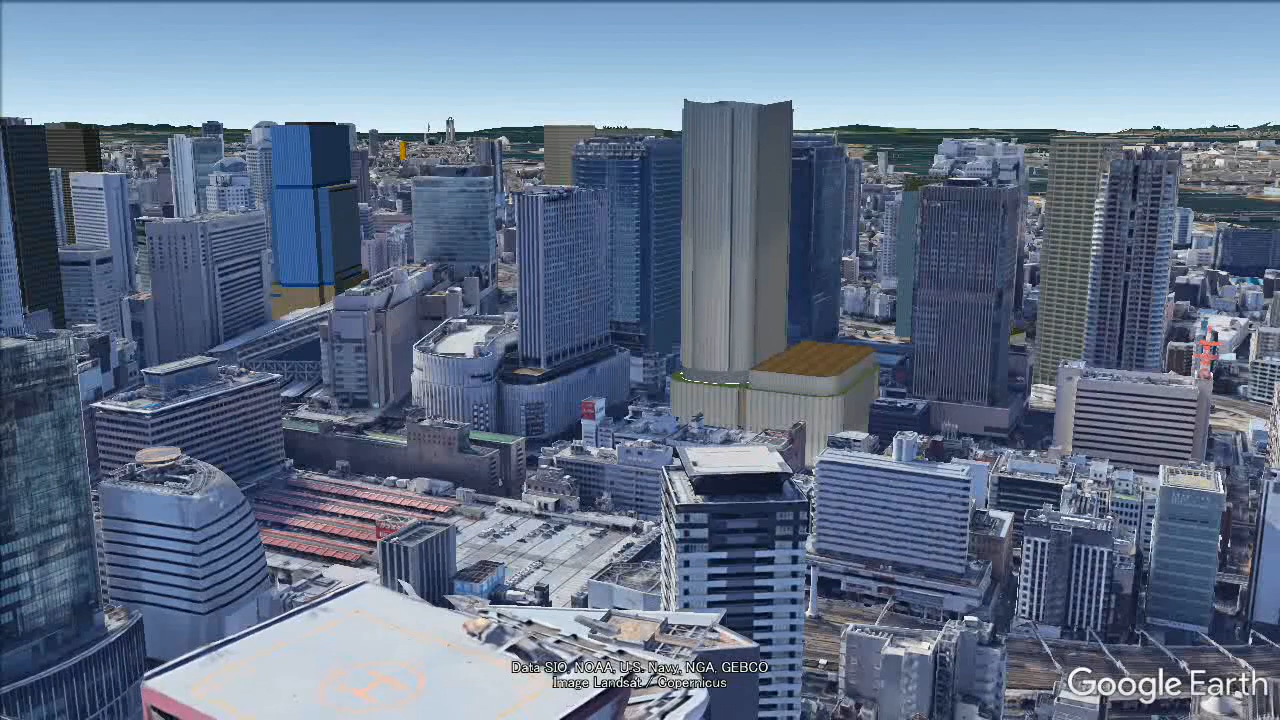 Data SIO, NOAA, U.S. Navy, NGA, GEBCO
Image Landsat / Copernicus
Google Earth